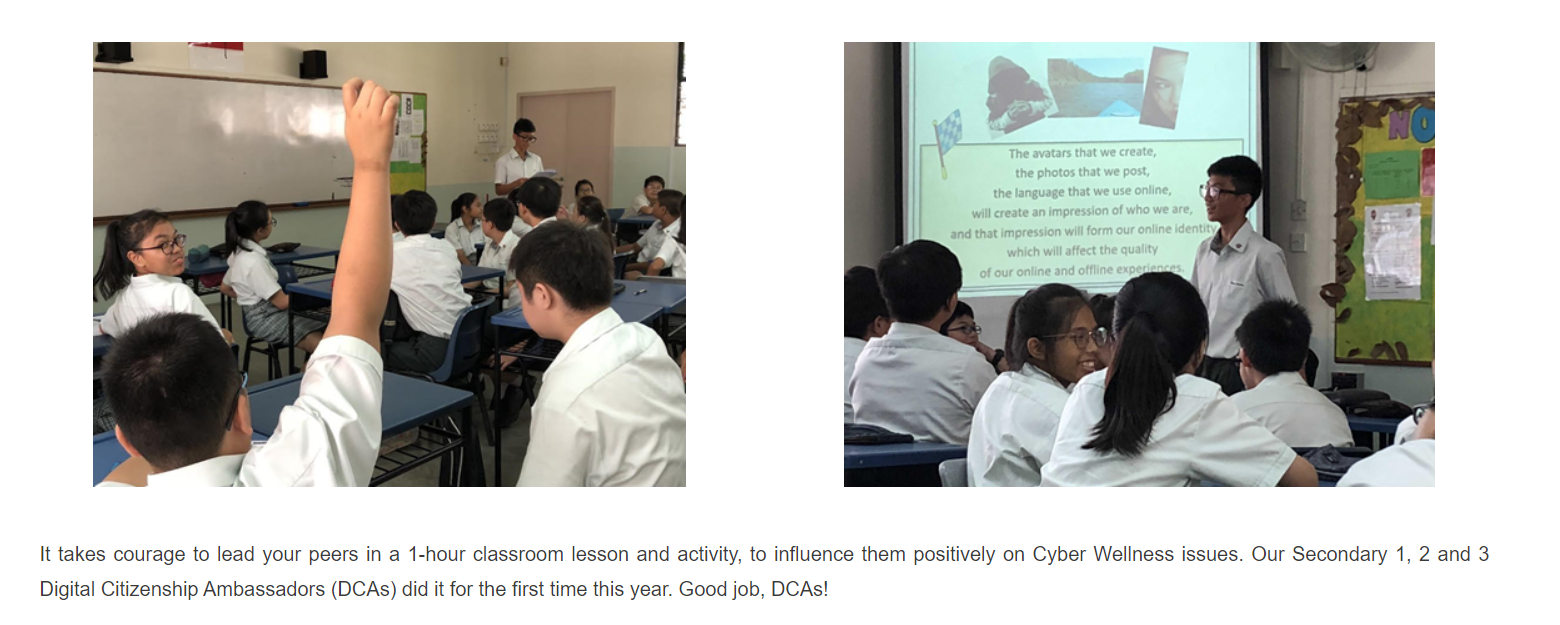 The avatars that we create,
the photos that we post,
the language that we use online,
will create an impression of who we are,
and that impression will form our online identity
which will affect the quality
of our online and offline experiences.
NO
It takes courage to lead your peers in a 1-hour classroom lesson and activity, to influence them positively on Cyber Wellness issues. Our Secondary 1, 2 and 3
Digital Citizenship Ambassadors (DCAs) did it for the first time this year. Good job, DCAs!